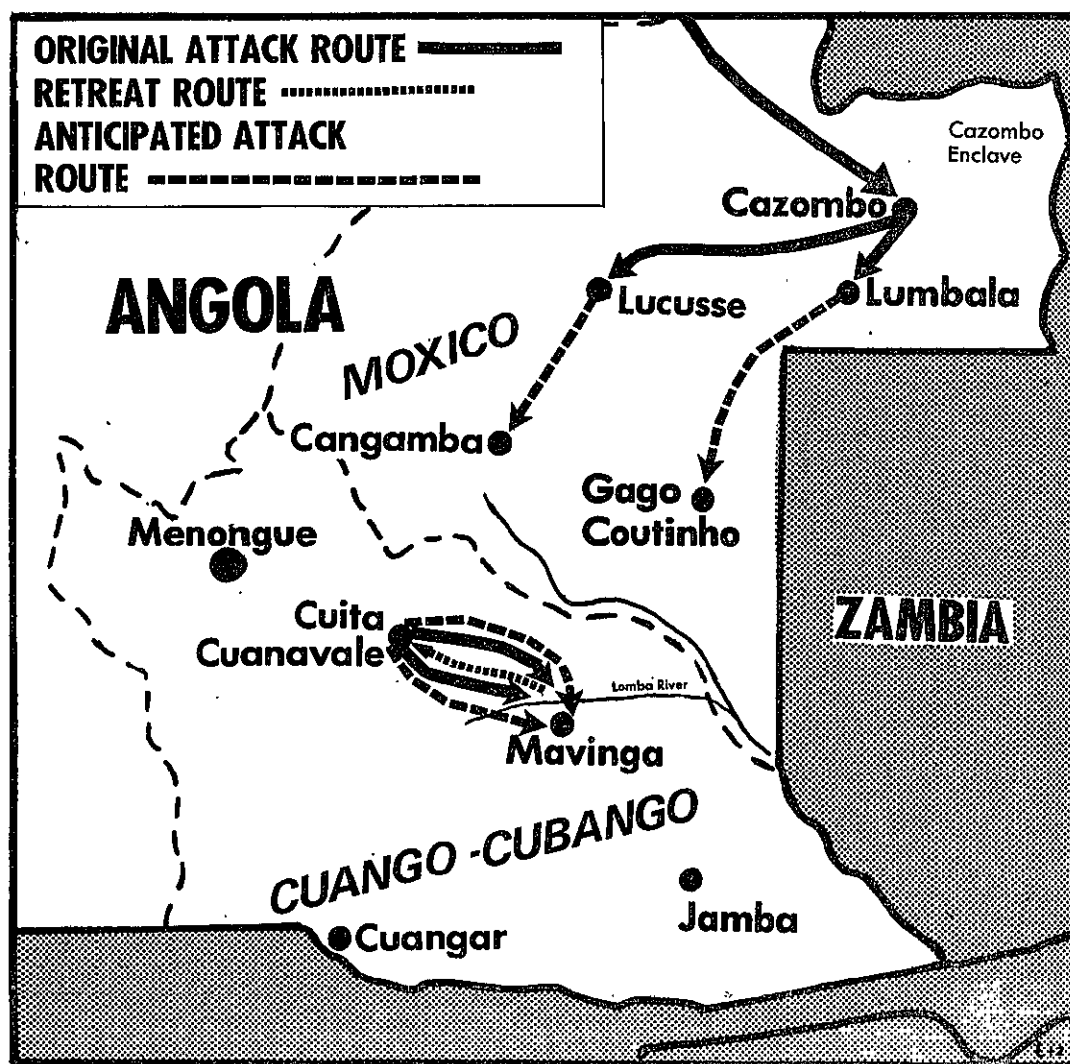 ORIGINAL ATTACK ROUTE
RETREAT ROUTE
ANTICIPATED ATTACK
ROUTE
Cazombo
Enclave
Cazombo
ANGOLA
Lucusse
Lumbala
MOXICO
Cangamba
Gago
Coutinho
Menongue
ZAMBIA
Cuita
Cuanavale
Lomba River
Mavinga
CUANGO - CUBANGO
Jamba
Cuangar